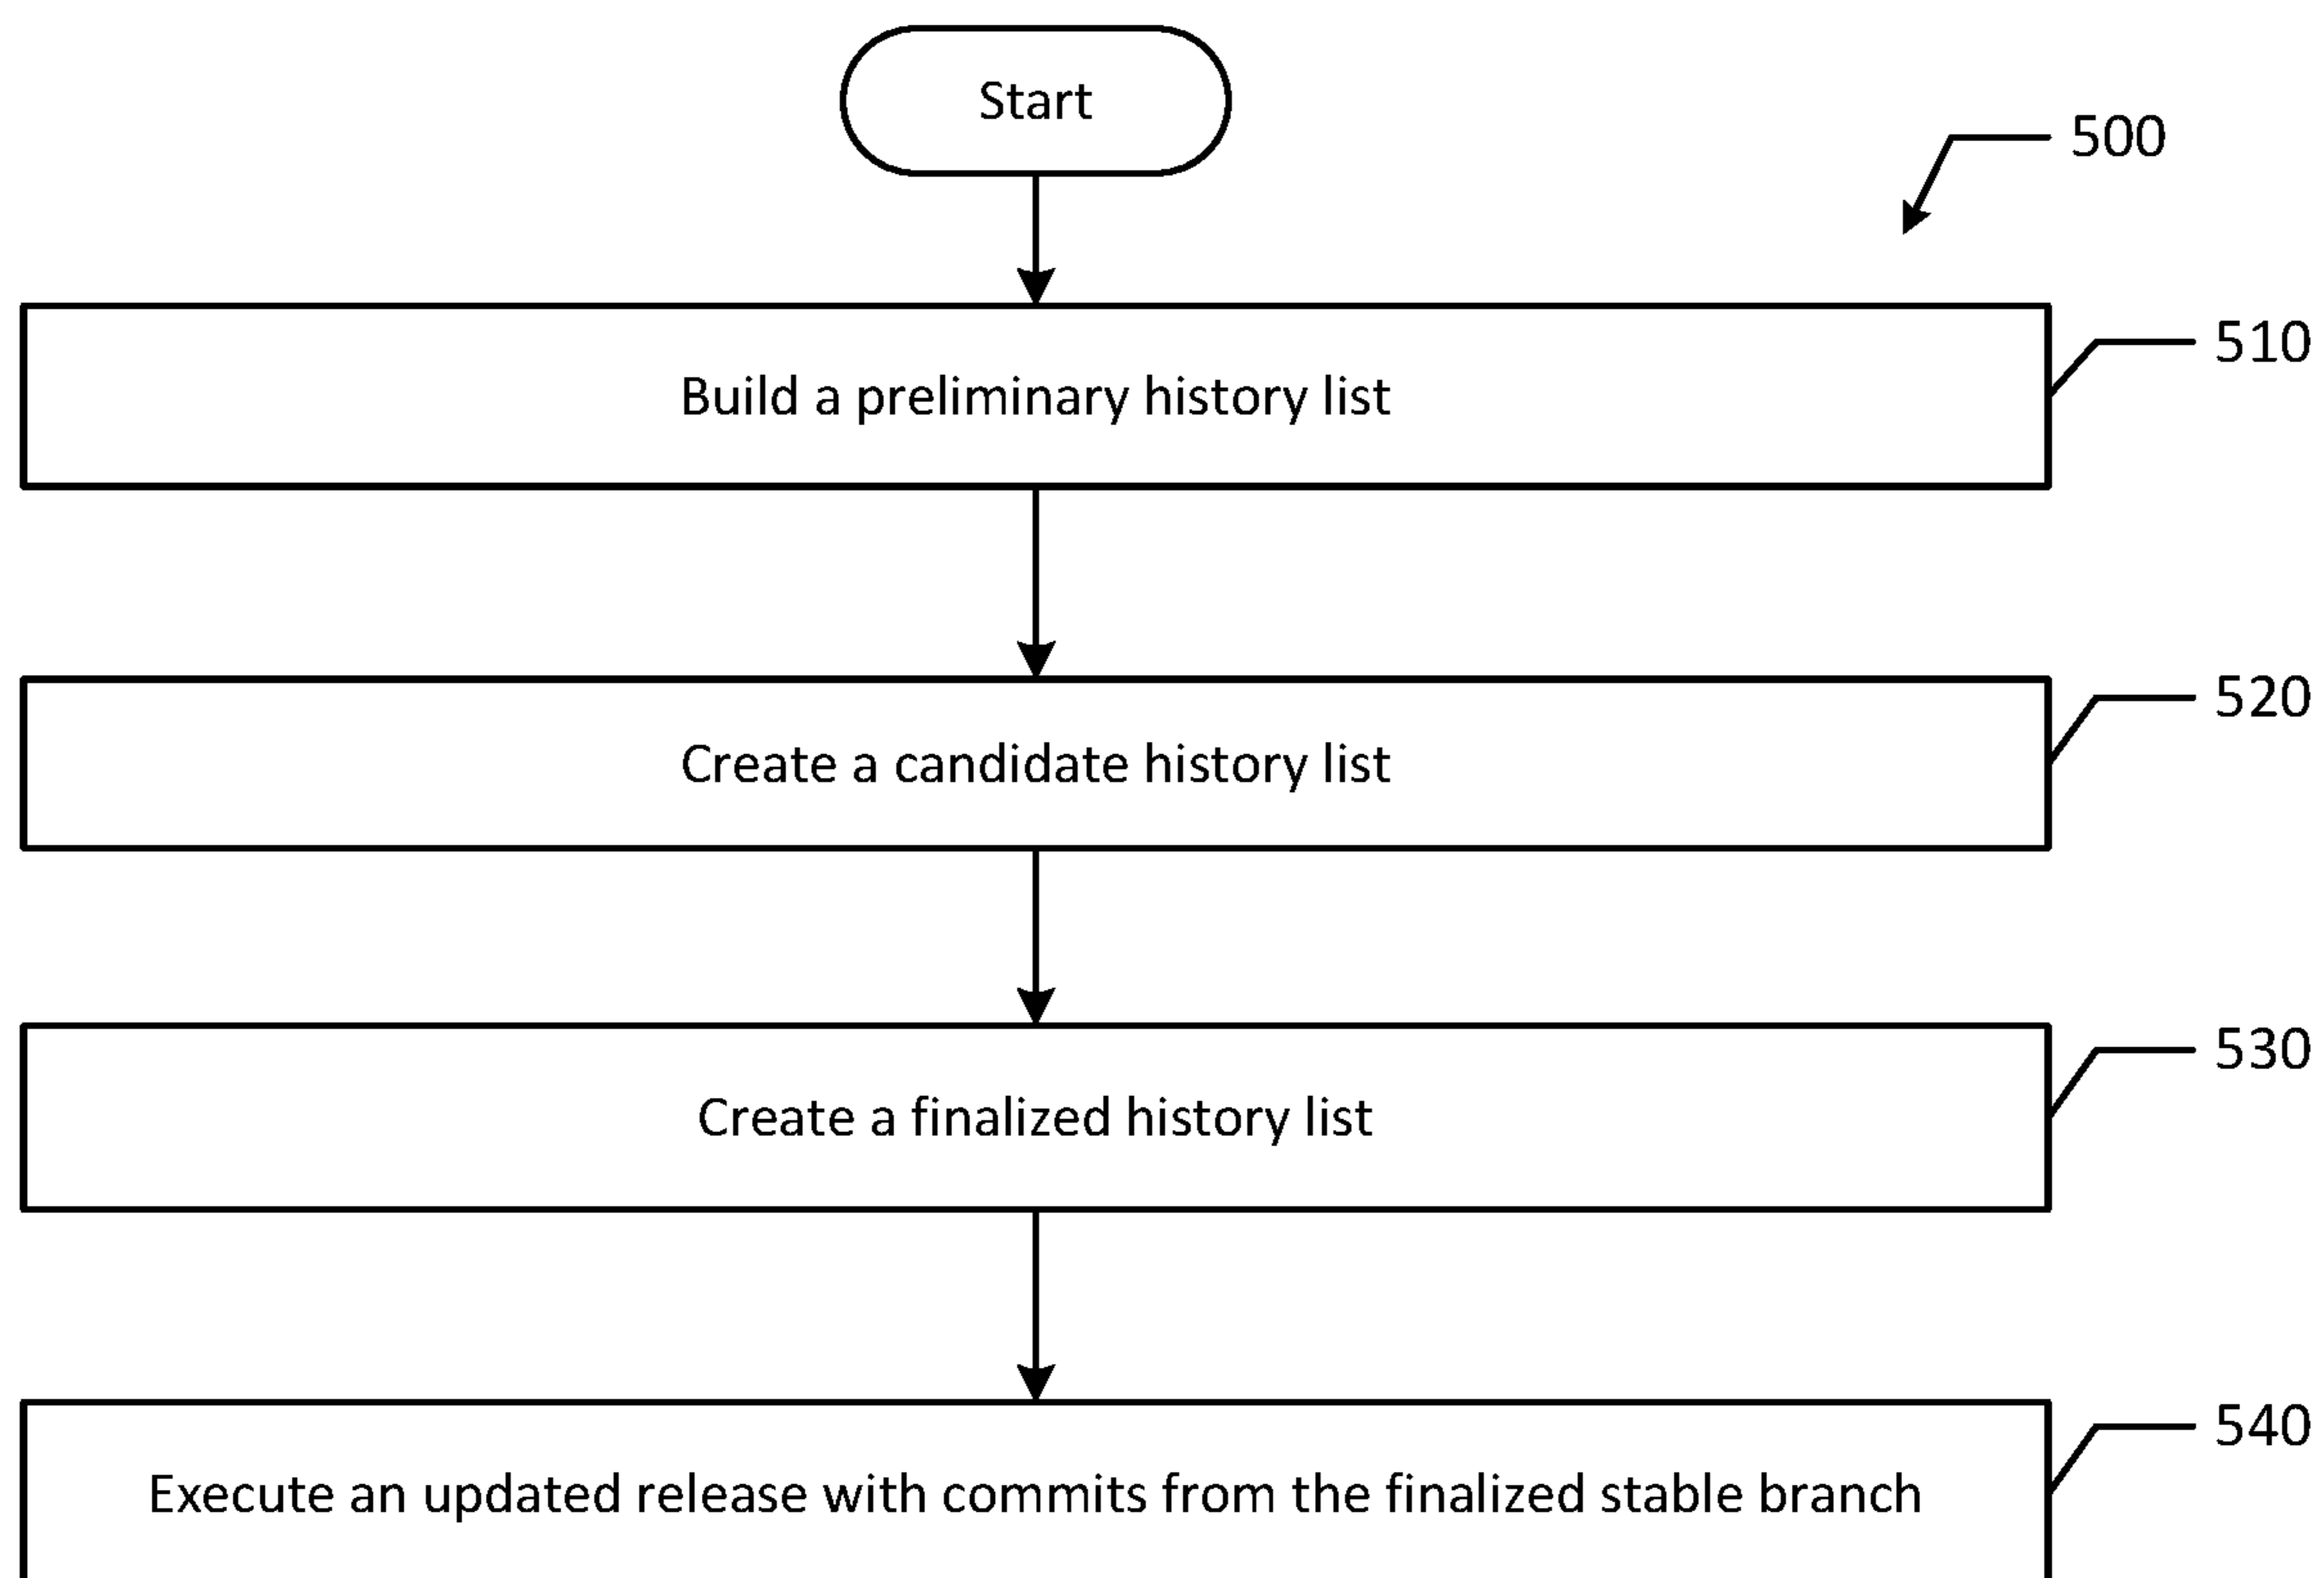 Start
500
Build a preliminary history list
510
Create a candidate history list
520
Create a finalized history list
530
Execute an updated release with commits from the finalized stable branch
540